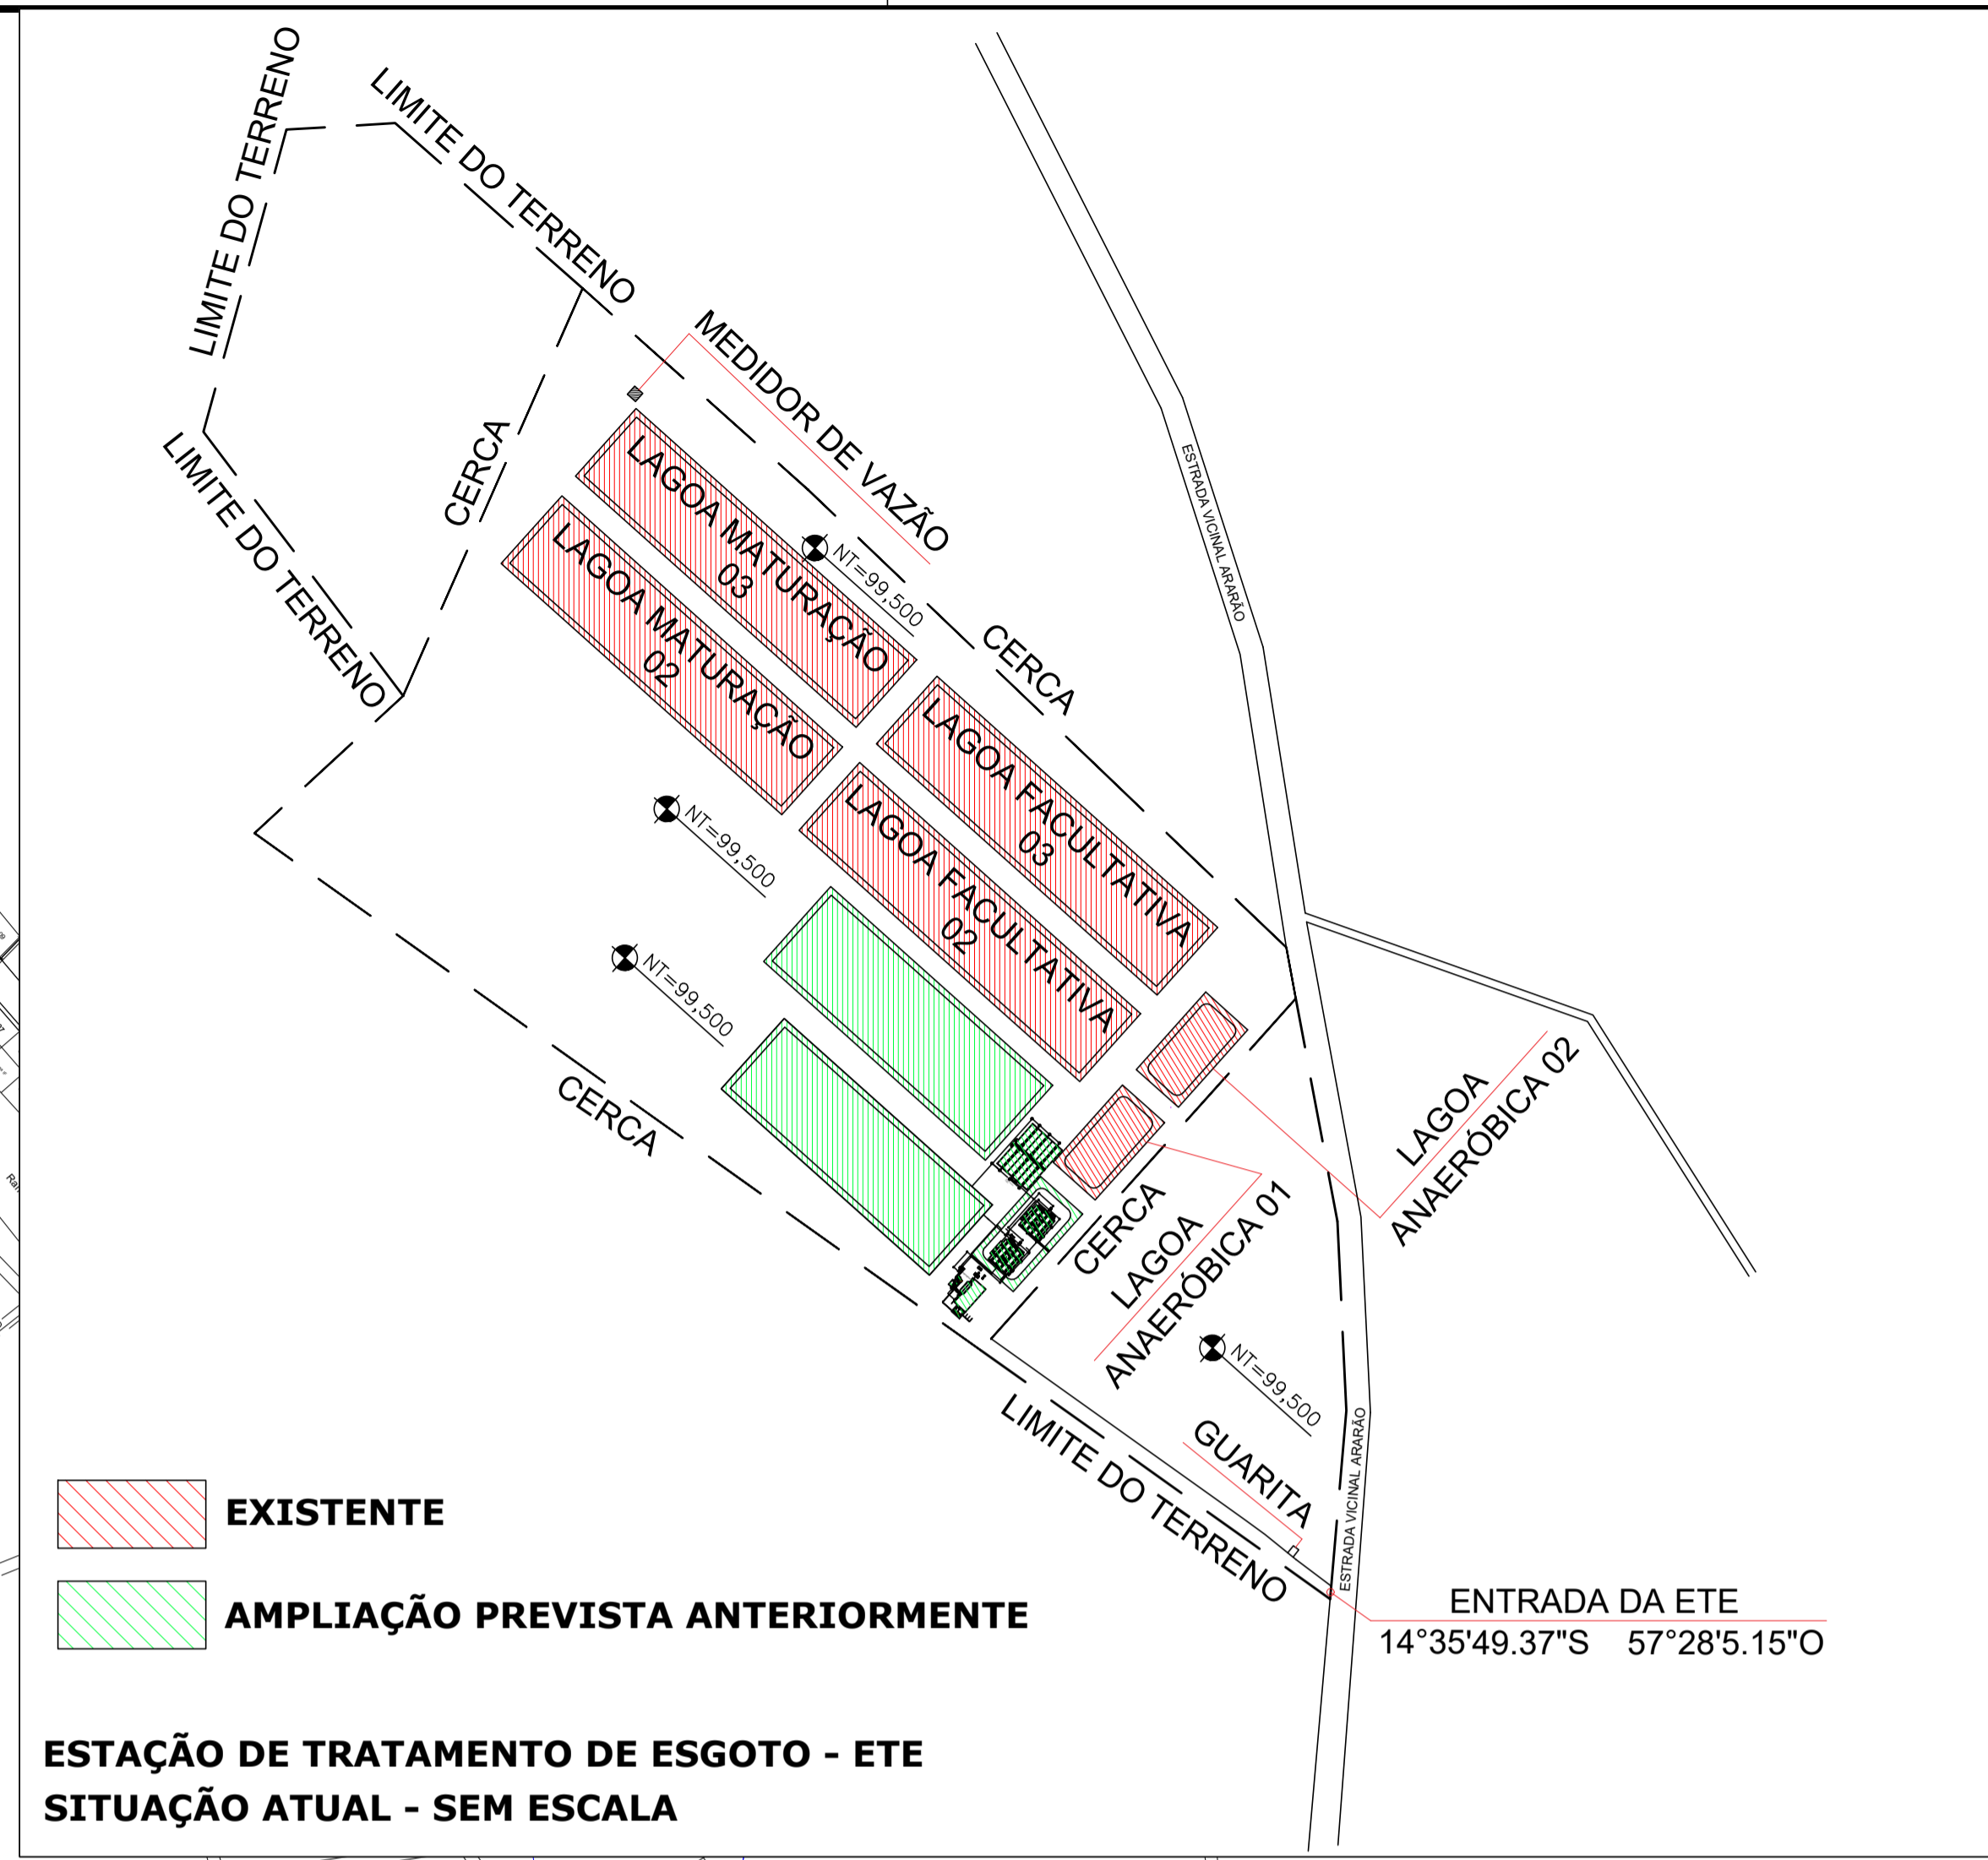 LIMITE DO TERRENO
LIMITE DO TERRENO
MEDIDOR DE VAZÃO
LIMITE DO TERRENO
CERCA
LAGOA MATURAÇÃO
03
NT=99,500
LAGOA MATURAÇÃO
02
CERCA
ESTRADA VICINAL ARARÃO
LAGOA FACULTATIVA
03
LAGOA FACULTATIVA
02
NT=99,500
NT=99,500
CERCA
CERCA
LAGOA
ANAERÓBICA 02
LAGOA
ANAERÓBICA 01
NT=99,500
GUARITA
LIMITE DO TERRENO
ESTRADA VICINAL ARARÃO
ENTRADA DA ETE
14°35'49.37"S 57°28'5.15"O
EXISTENTE
AMPLIAÇÃO PREVISTA ANTERIORMENTE
ESTAÇÃO DE TRATAMENTO DE ESGOTO - ETE
SITUAÇÃO ATUAL - SEM ESCALA